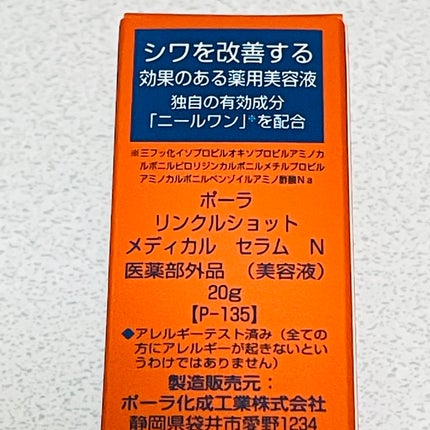 シワを改善する
効果のある薬用美容液
独自の有効成分
「ニールワン」※を配合
※三フッ化イソプロピルオキソプロピルアミノカ
ルボニルピロリジンカルボニルメチルプロピル
アミノカルボニルベンゾイルアミノ酢酸Na
ポーラ
リンクルショット
メディカル セラム N
医薬部外品 (美容液)
20g
【P-135】
◆アレルギーテスト済み(全ての
方にアレルギーが起きないとい
うわけではありません)
製造販売元:
ポーラ化成工業株式会社
静岡県袋井市愛野1234